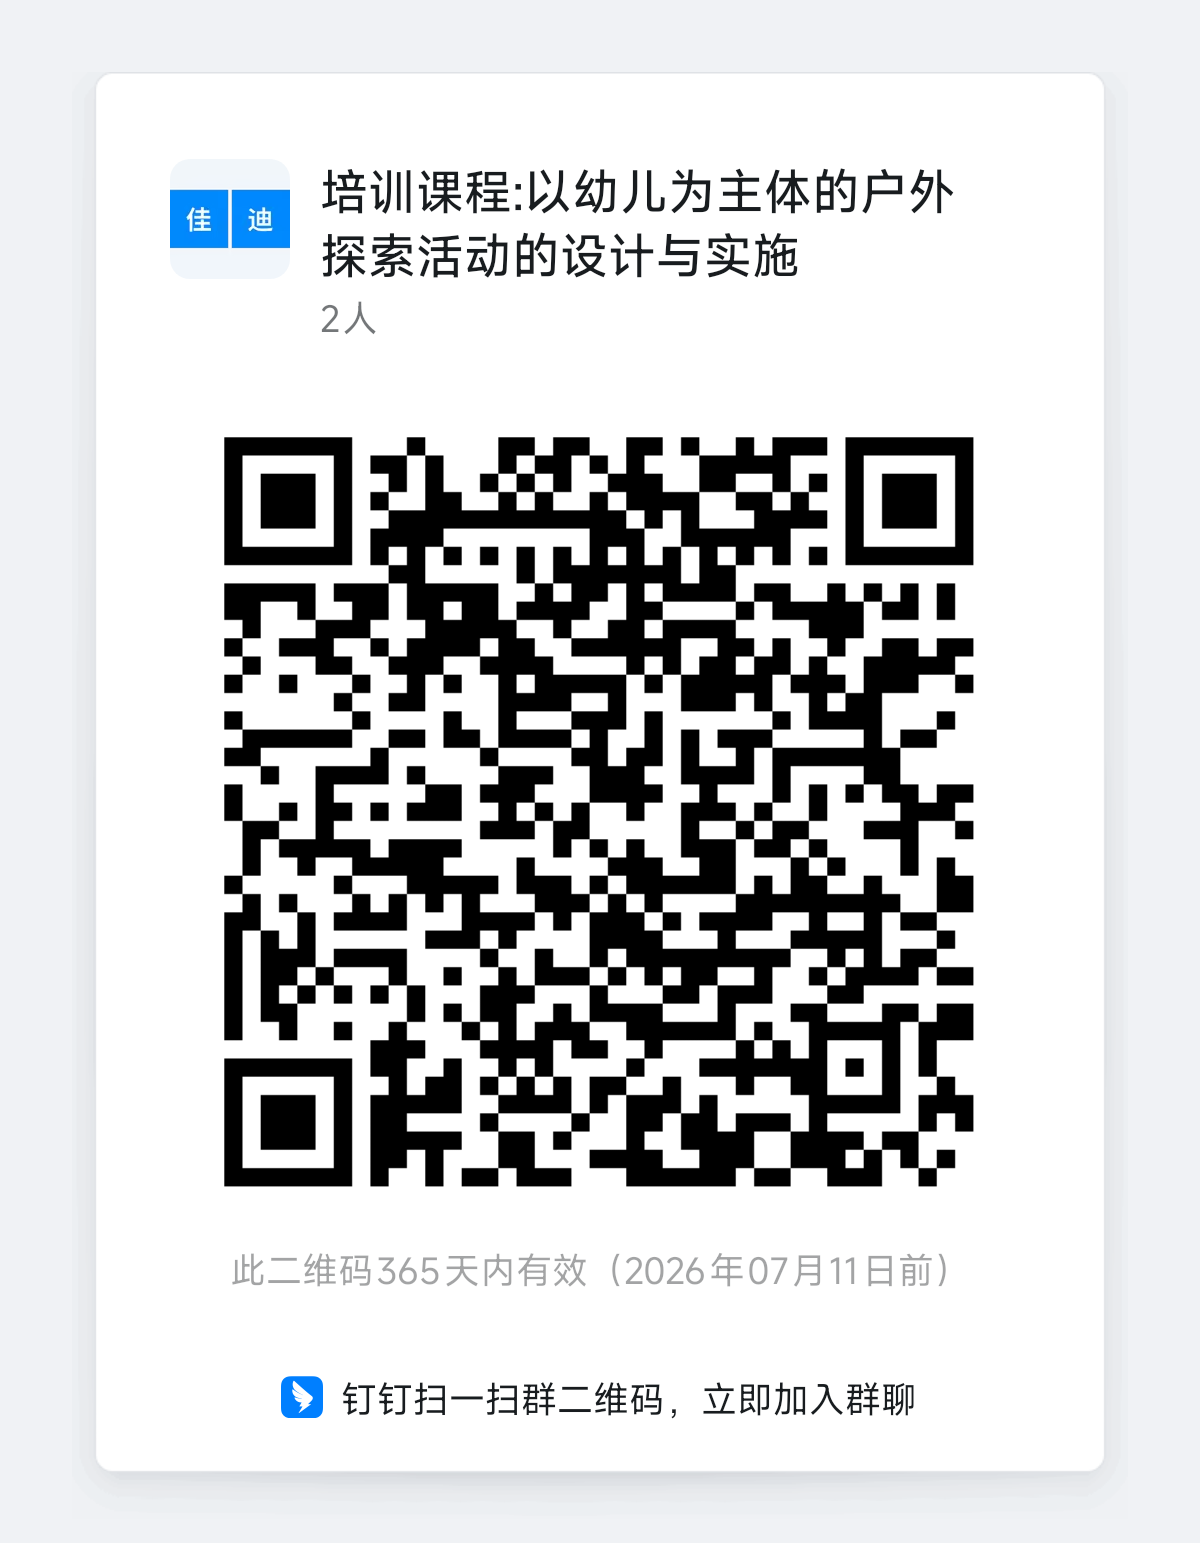 佳 迪
培训课程:以幼儿为主体的户外
探索活动的设计与实施
2人
此二维码365天内有效（2026年07月11日前）
钉钉扫一扫群二维码，立即加入群聊